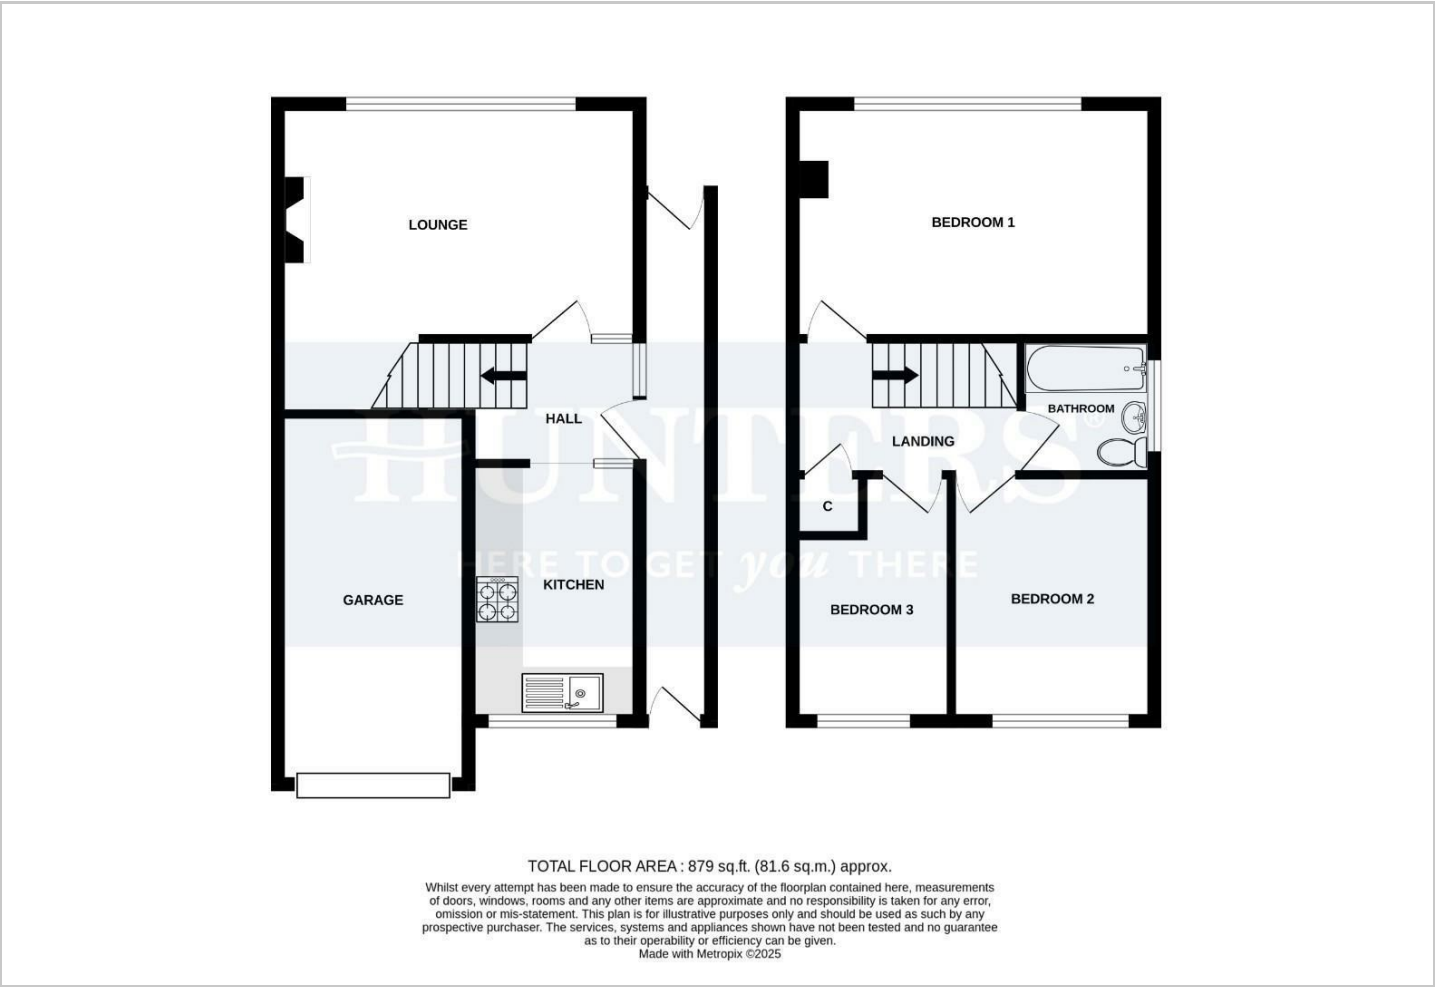 LOUNGE
HALL
KITCHEN
GARAGE
BEDROOM 1
BATHROOM
LANDING
C
BEDROOM 3
BEDROOM 2
HUNTERS®
HERE TO GET you THERE
TOTAL FLOOR AREA : 879 sq.ft. (81.6 sq.m.) approx.
Whilst every attempt has been made to ensure the accuracy of the floorplan contained here, measurements
of doors, windows, rooms and any other items are approximate and no responsibility is taken for any error,
omission or mis-statement. This plan is for illustrative purposes only and should be used as such by any
prospective purchaser. The services, systems and appliances shown have not been tested and no guarantee
as to their operability or efficiency can be given.
Made with Metropix ©2025